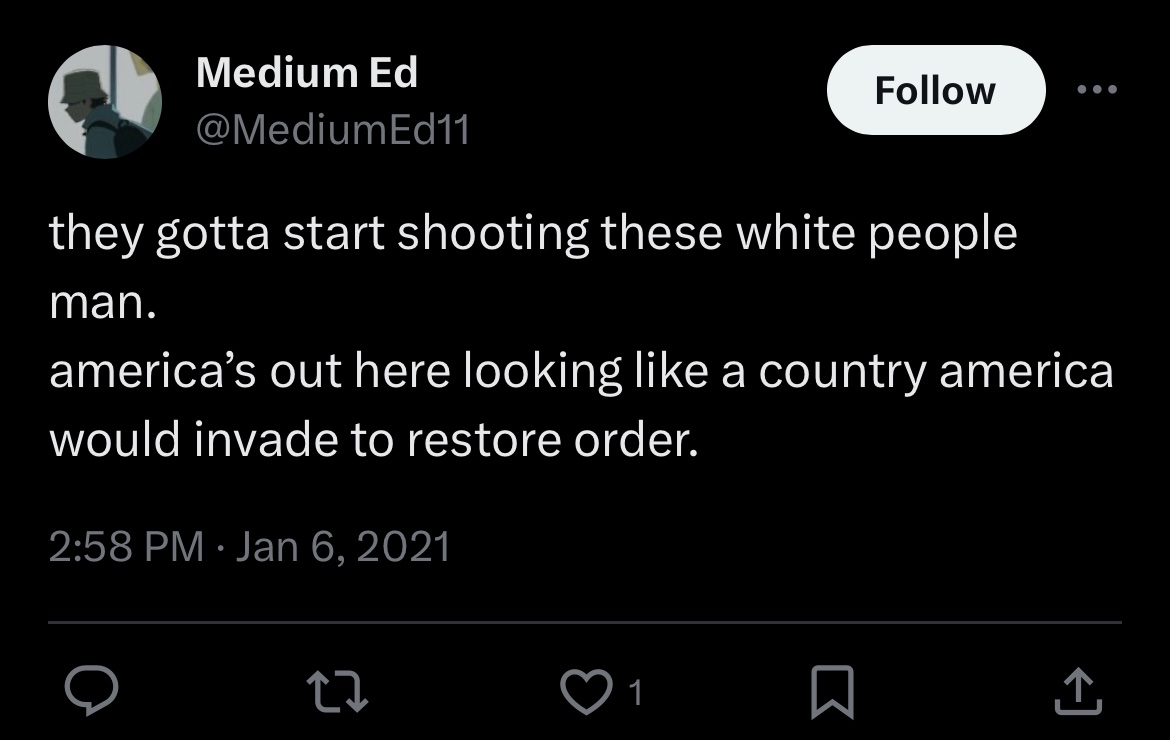 Medium Ed
@MediumEd11
Follow
they gotta start shooting these white people
man.
america’s out here looking like a country america
would invade to restore order.
2:58 PM · Jan 6, 2021
1